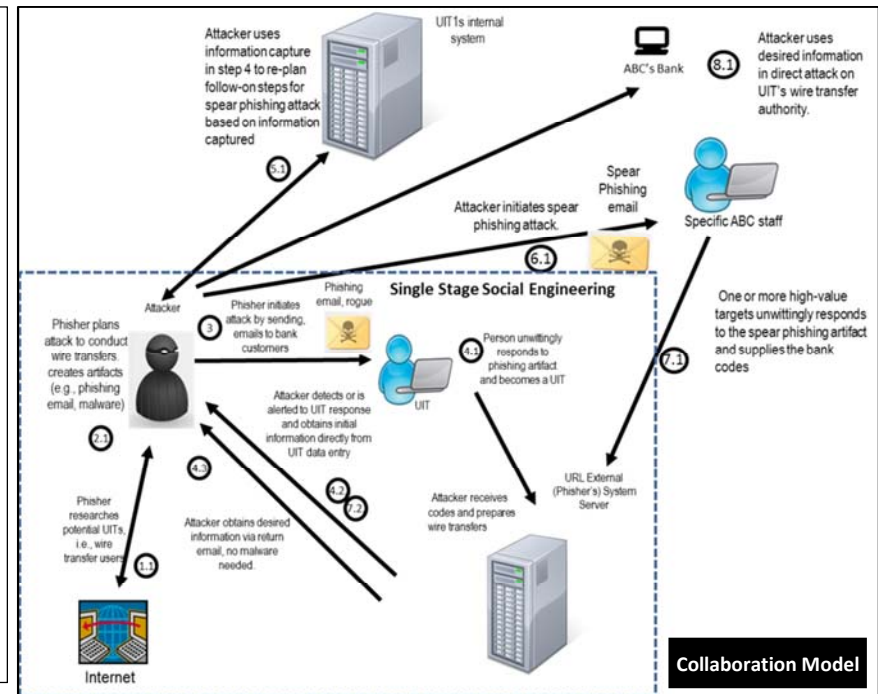 Attacker uses
information capture
in step 4 to re-plan
follow-on steps for
spear phishing attack
based on information
captured
UIT1s internal
system
ABC's Bank
8.1
Attacker uses
desired information
in direct attack on
UIT's wire transfer
authority.
5.1
Attacker initiates spear
phishing attack.
Spear
Phishing
email
6.1
Specific ABC staff
Single Stage Social Engineering
Attacker
Phisher plans
attack to conduct
wire transfers.
creates artifacts
(e.g., phishing
email, malware)
2.1
3
Phisher initiates
attack by sending,
emails to bank
customers
Phishing
email, rogue
UIT
4.1
Person unwittingly
responds to
phishing artifact
and becomes a UIT
One or more high-value
targets unwittingly responds
to the spear phishing artifact
and supplies the bank
codes
7.1
Attacker detects or is
alerted to UIT response
and obtains initial
information directly from
UIT data entry
4.3
4.2
7.2
Phisher
researches
potential UITs,
i.e., wire
transfer users
1.1
Attacker obtains desired
information via return
email, no malware
needed.
Attacker receives
codes and prepares
wire transfers
URL External
(Phisher's) System
Server
Internet
Collaboration Model